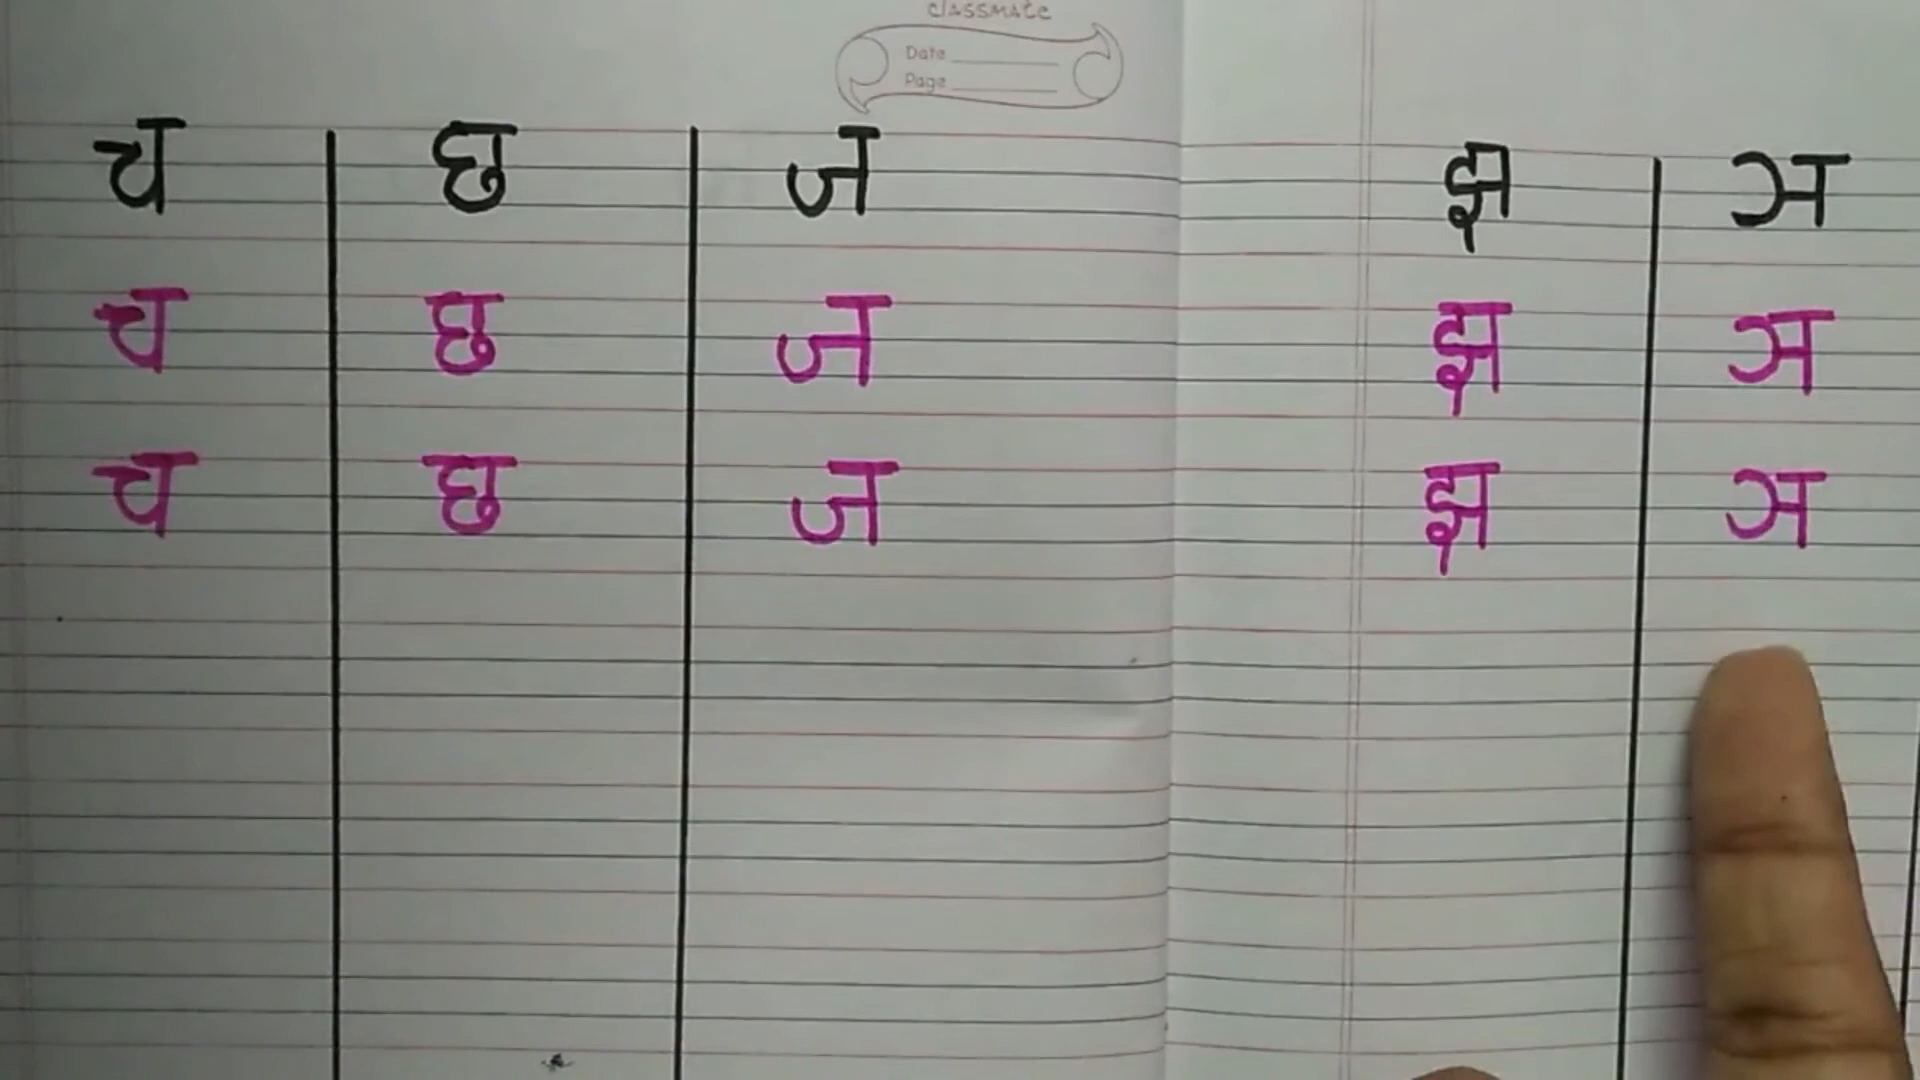 classmate
Date
Page
च छ ज झ ञ
च छ ज झ ञ
च छ ज झ ञ